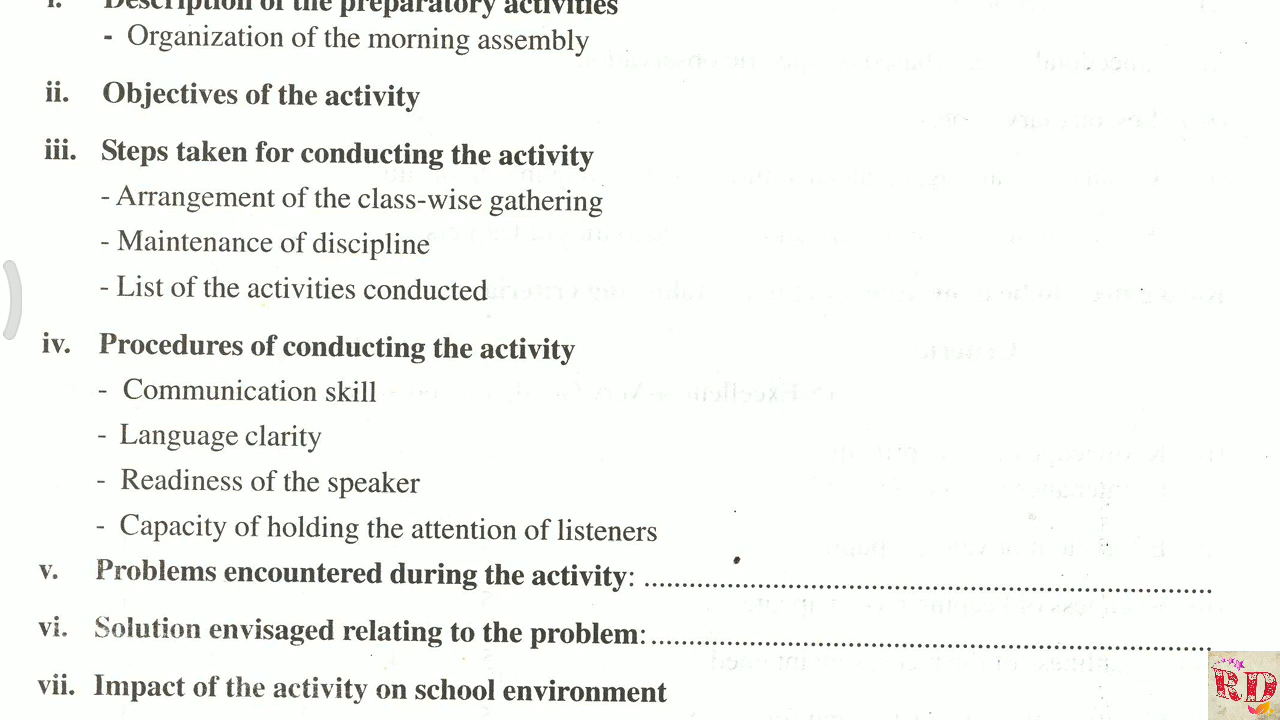 i. Description of the preparatory activities
- Organization of the morning assembly
ii. Objectives of the activity
iii. Steps taken for conducting the activity
- Arrangement of the class-wise gathering
- Maintenance of discipline
- List of the activities conducted
iv. Procedures of conducting the activity
- Communication skill
- Language clarity
- Readiness of the speaker
- Capacity of holding the attention of listeners
v. Problems encountered during the activity: ................................................................................
vi. Solution envisaged relating to the problem: ................................................................................
vii. Impact of the activity on school environment
RD